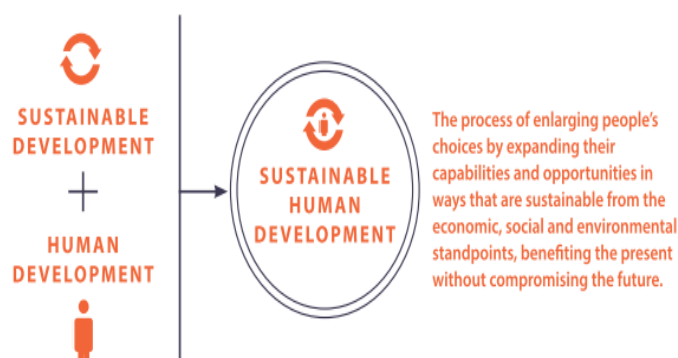 SUSTAINABLE
DEVELOPMENT
+
HUMAN
DEVELOPMENT
SUSTAINABLE
HUMAN
DEVELOPMENT
The process of enlarging people's
choices by expanding their
capabilities and opportunities in
ways that are sustainable from the
economic, social and environmental
standpoints, benefiting the present
without compromising the future.